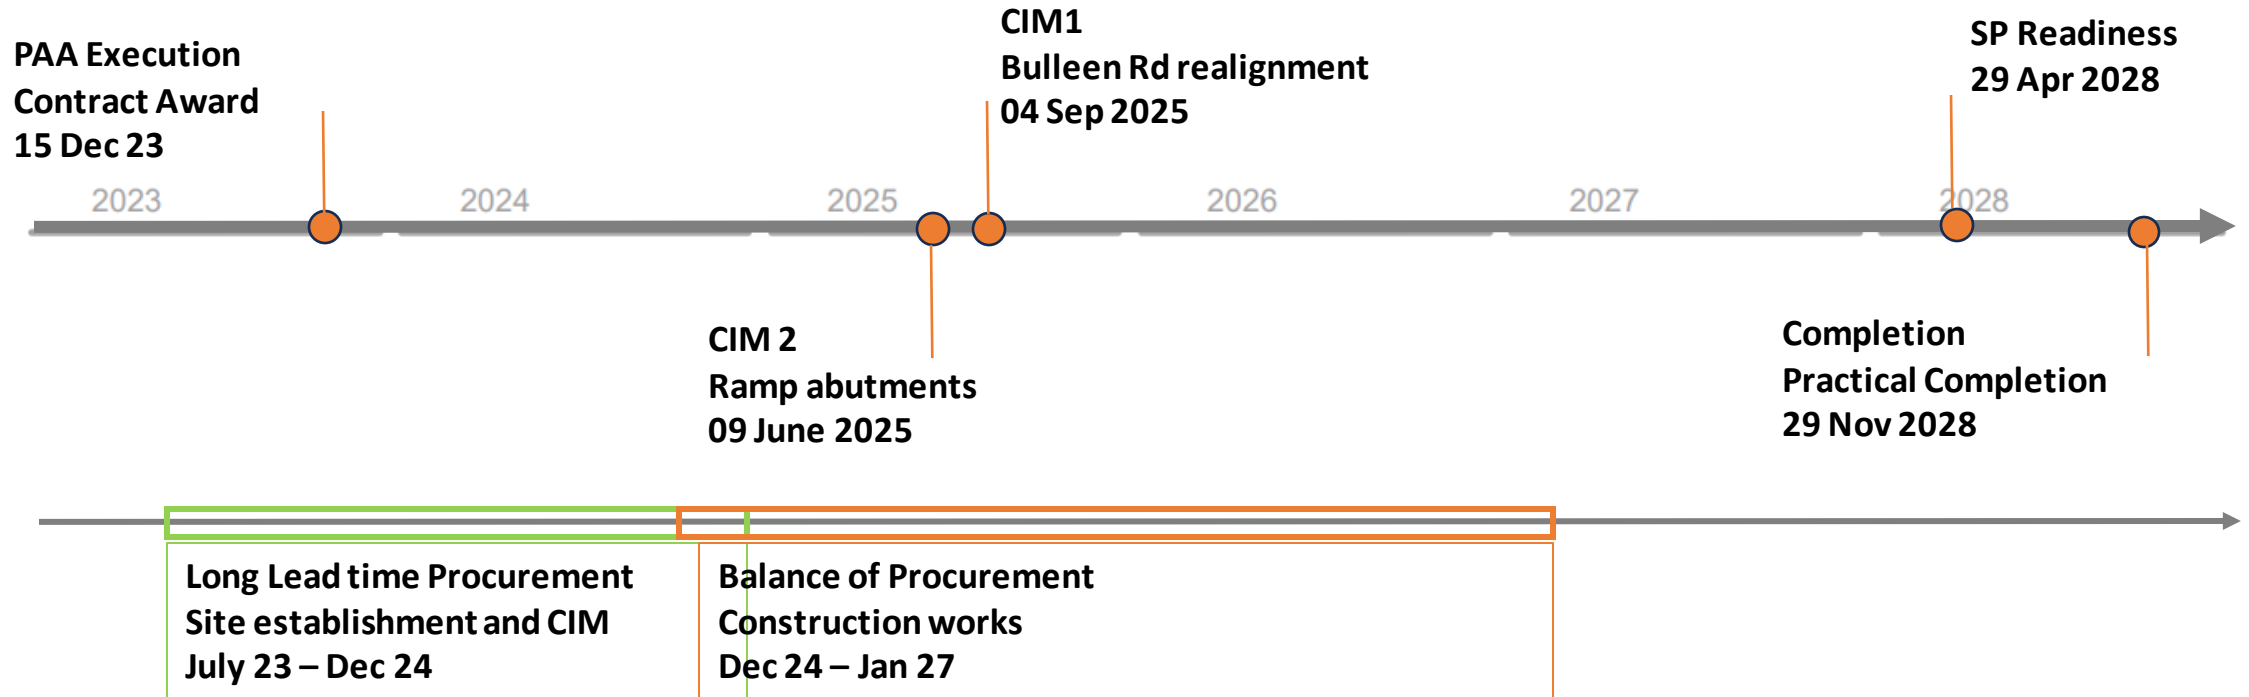 PAA Execution
Contract Award
15 Dec 23
CIM1
Bulleen Rd realignment
04 Sep 2025
SP Readiness
29 Apr 2028
2023
2024
2025
2026
2027
2028
CIM 2
Ramp abutments
09 June 2025
Completion
Practical Completion
29 Nov 2028
Long Lead time Procurement
Site establishment and CIM
July 23 – Dec 24
Balance of Procurement
Construction works
Dec 24 – Jan 27